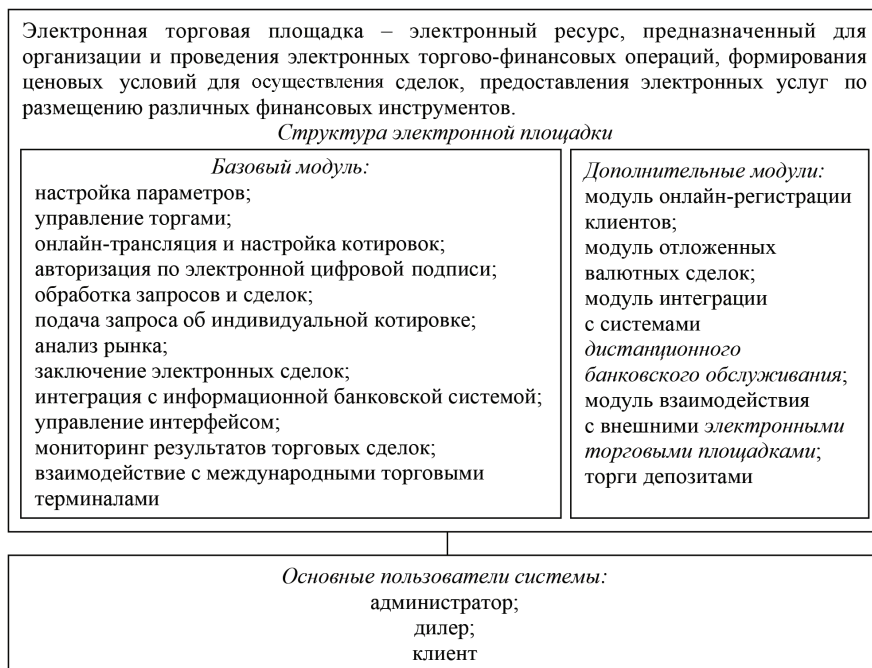 Электронная торговая площадка – электронный ресурс, предназначенный для
организации и проведения электронных торгово-финансовых операций, формирования
ценовых условий для осуществления сделок, предоставления электронных услуг по
размещению различных финансовых инструментов.
Структура электронной площадки
Базовый модуль:
настройка параметров;
управление торгами;
онлайн-трансляция и настройка котировок;
авторизация по электронной цифровой подписи;
обработка запросов и сделок;
подача запроса об индивидуальной котировке;
анализ рынка;
заключение электронных сделок;
интеграция с информационной банковской системой;
управление интерфейсом;
мониторинг результатов торговых сделок;
взаимодействие с международными торговыми
терминалами
Дополнительные модули:
модуль онлайн-регистрации
клиентов;
модуль отложенных
валютных сделок;
модуль интеграции
с системами
дистанционного
банковского обслуживания;
модуль взаимодействия
с внешними электронными
торговыми площадками;
торги депозитами
Основные пользователи системы:
администратор;
дилер;
клиент